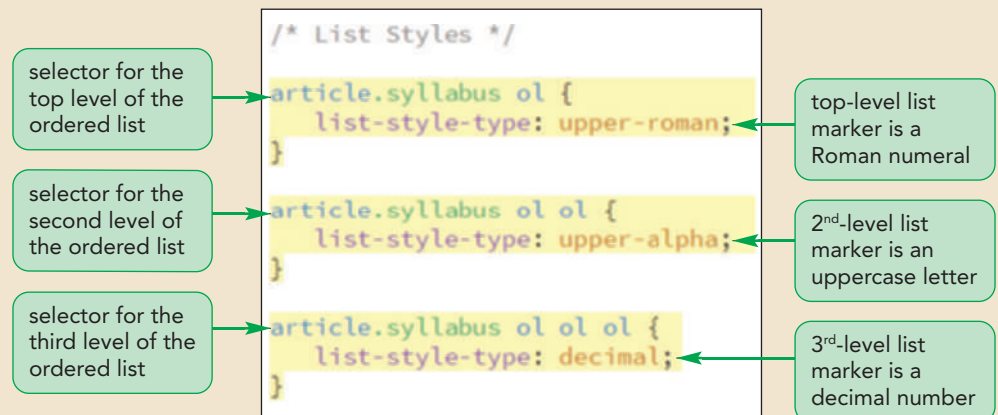 /* List Styles */
selector for the
top level of the
ordered list
article.syllabus ol {
list-style-type: upper-roman;
}
top-level list
marker is a
Roman numeral
selector for the
second level of
the ordered list
article.syllabus ol ol {
list-style-type: upper-alpha;
}
2nd-level list
marker is an
uppercase letter
selector for the
third level of the
ordered list
article.syllabus ol ol ol {
list-style-type: decimal;
}
3rd-level list
marker is a
decimal number